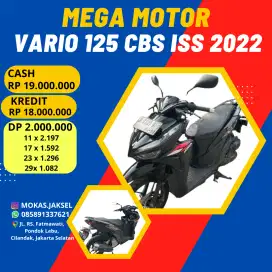 MEGA MOTOR
VARIO 125 CBS ISS 2022
CASH
RP 19.000.000
KREDIT
RP 18.000.000
DP 2.000.000
11 x 2.197
17 x 1.592
23 x 1.296
29x 1.082
MOKAS.JAKSEL
085891337621
JL. RS. Fatmawati,
Pondok Labu,
Cilandak, Jakarta Selatan